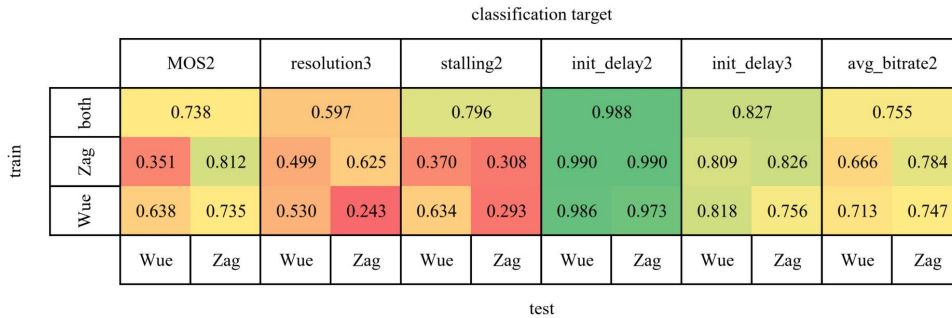 classification target
MOS2 resolution3 stalling2 init_delay2 init_delay3 avg_bitrate2
both 0.738 0.597 0.796 0.988 0.827 0.755
train
Zag 0.351 0.812 0.499 0.625 0.370 0.308 0.990 0.990 0.809 0.826 0.666 0.784
Wue 0.638 0.735 0.530 0.243 0.634 0.293 0.986 0.973 0.818 0.756 0.713 0.747
Wue Zag Wue Zag Wue Zag Wue Zag Wue Zag Wue Zag
test